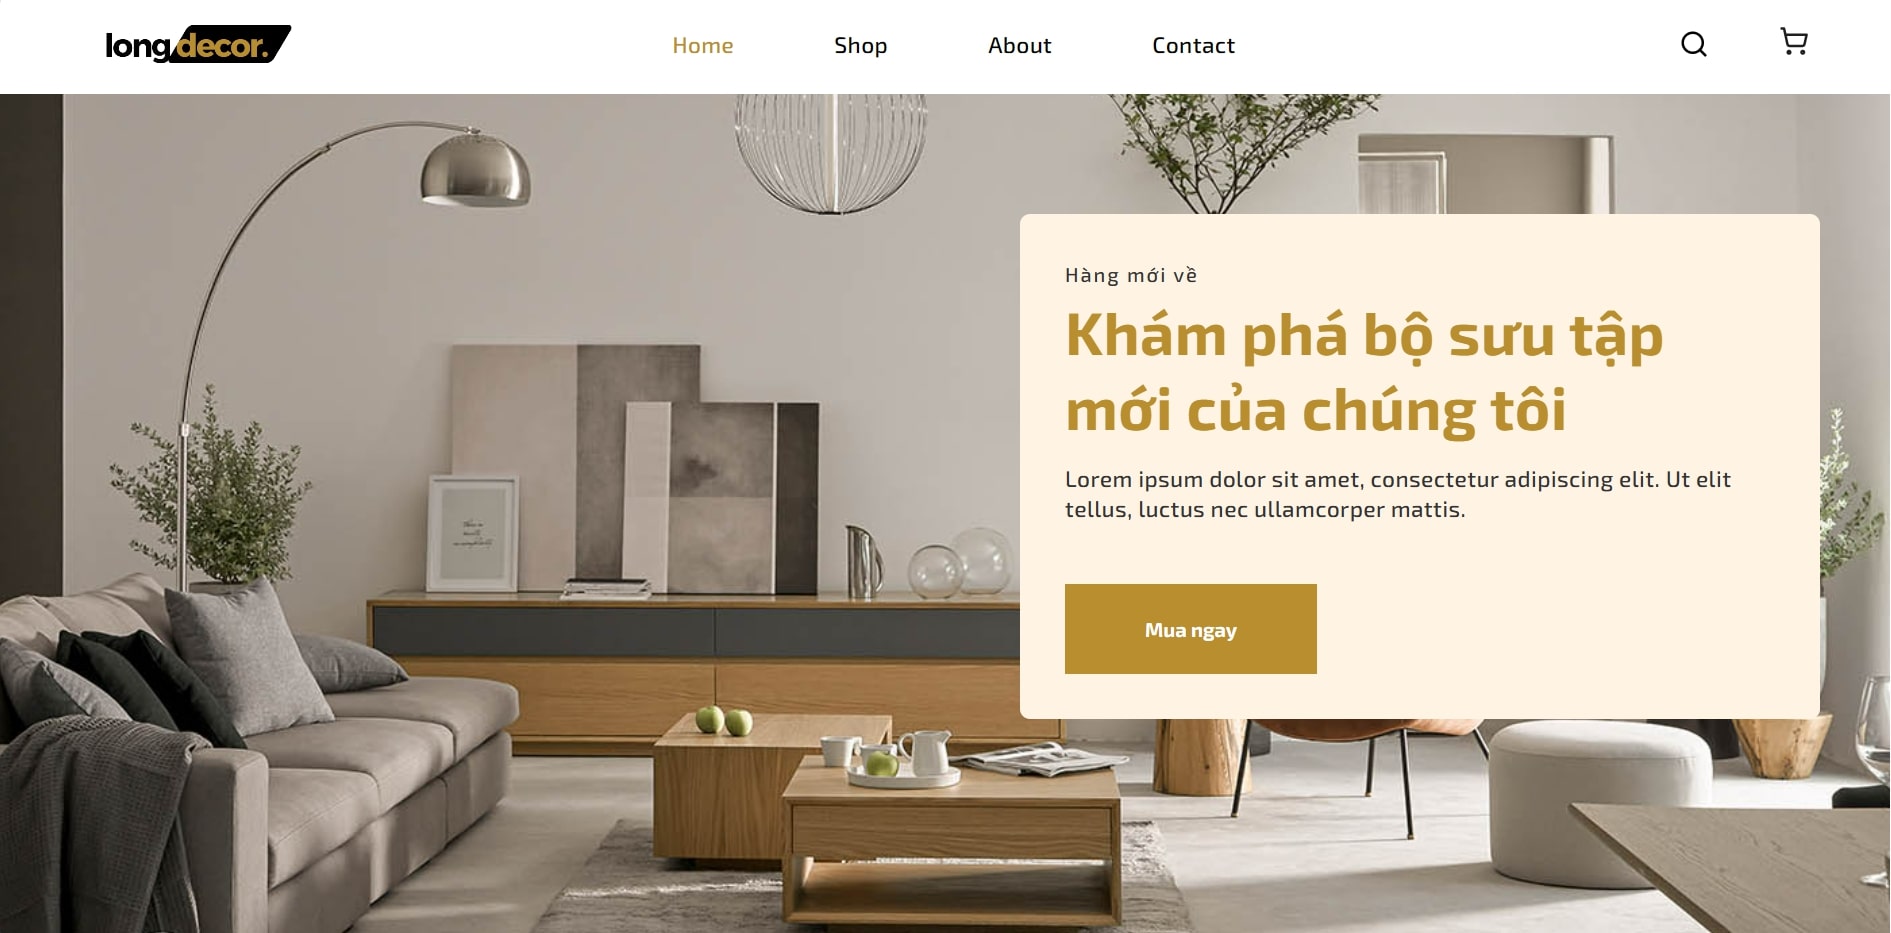 longdecor.
Home Shop About Contact
Hàng mới về
Khám phá bộ sưu tập
mới của chúng tôi
Lorem ipsum dolor sit amet, consectetur adipiscing elit. Ut elit
tellus, luctus nec ullamcorper mattis.
Mua ngay